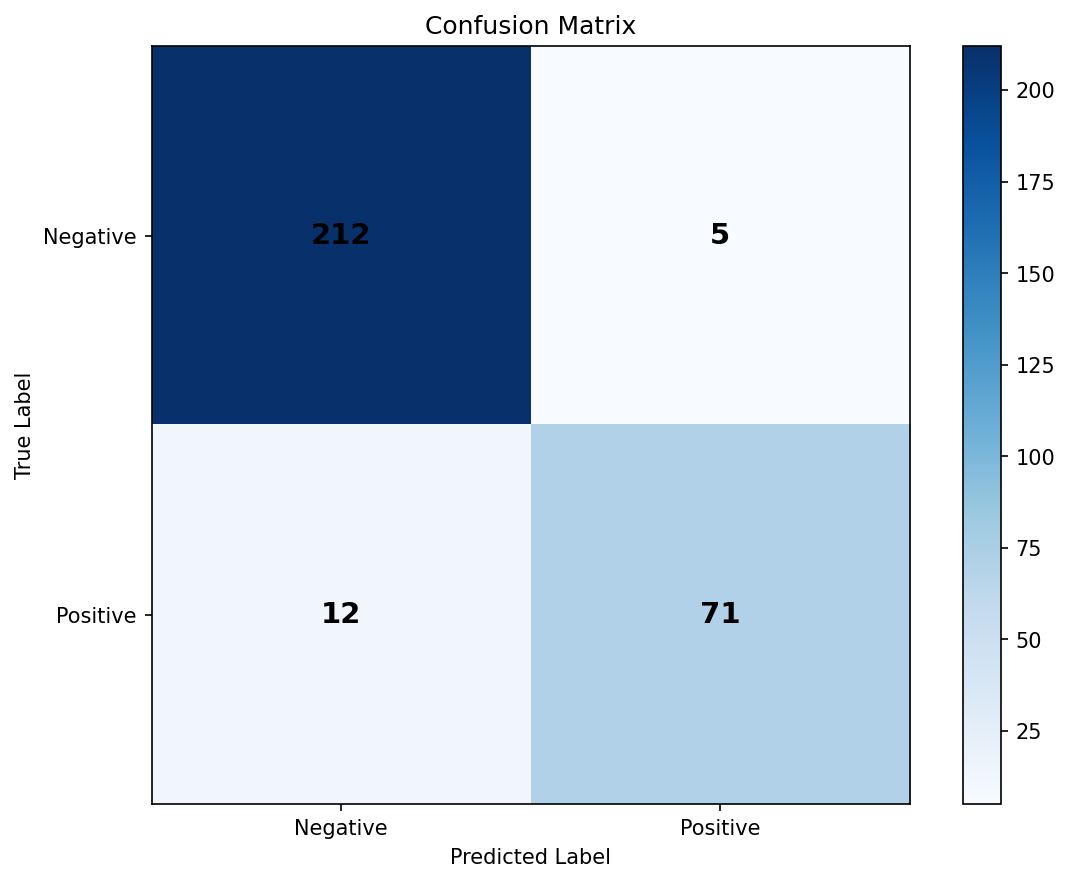 Confusion Matrix
Negative
Positive
True Label
212
5
12
71
Negative
Positive
Predicted Label
200
175
150
125
100
75
50
25